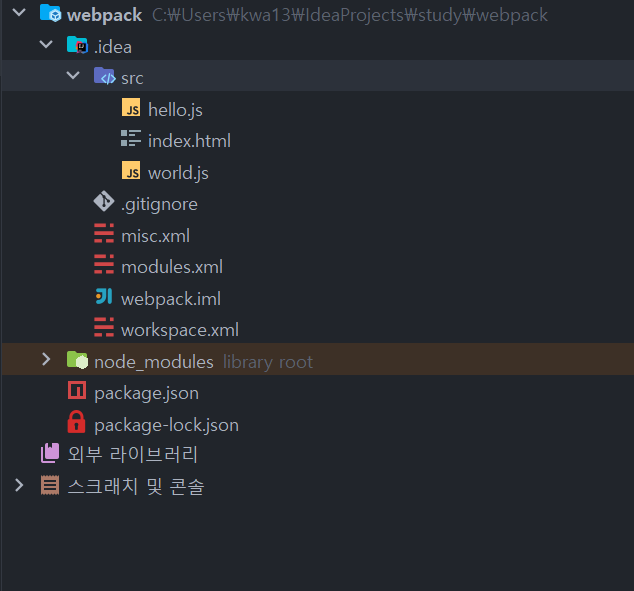 webpack C:₩Users₩kwa13₩IdeaProjects₩study₩webpack
.idea
src
JS hello.js
index.html
JS world.js
.gitignore
misc.xml
modules.xml
webpack.iml
workspace.xml
node_modules library root
package.json
package-lock.json
외부 라이브러리
스크래치 및 콘솔